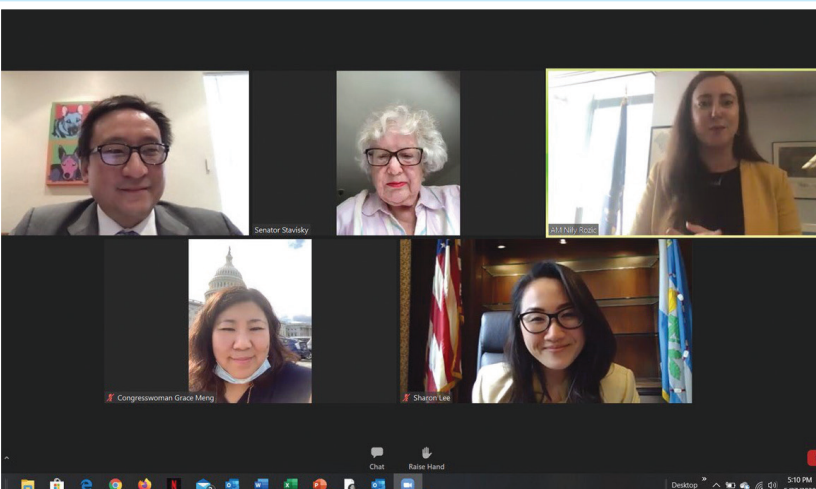 Senator Stavisky
AM Nily Rozic
Congresswoman Grace Meng
Sharon Lee
Chat
Raise Hand
Desktop
5:10 PM